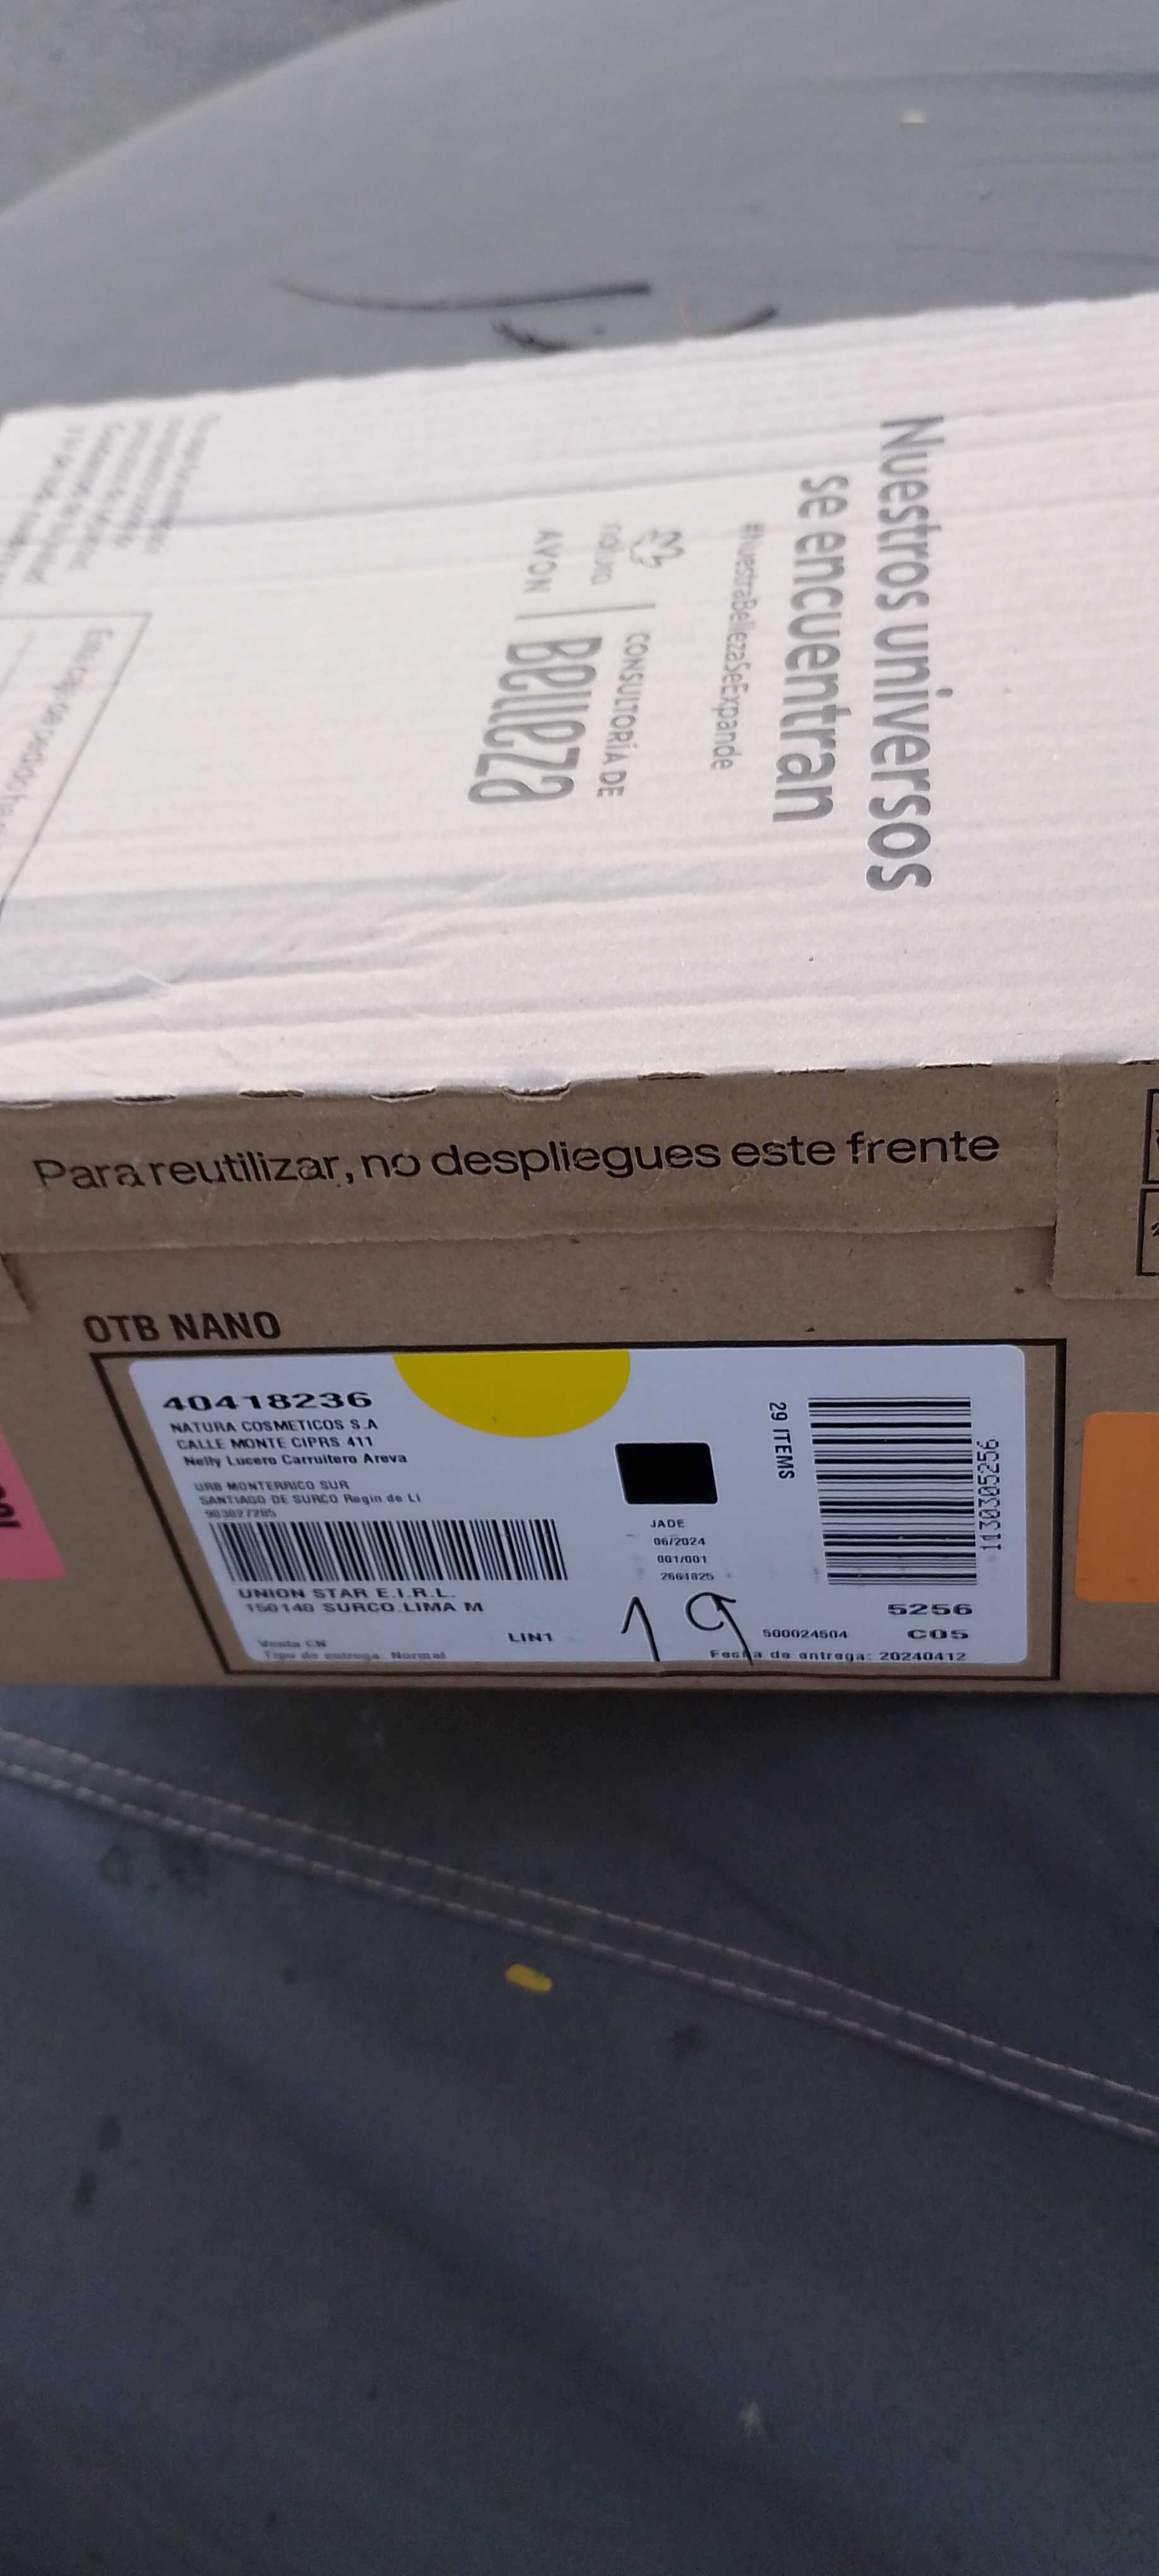 Nuestros universos
se encuentran
#NuestraBellezaSeExpande
natura
AVON
CONSULTORÍA DE
Belleza
Para reutilizar, no despliegues este frente
OTB NANO
40418236
NATURA COSMETICOS S.A
CALLE MONTE CIPRS 411
Nelly Lucero Carruitero Areva
URB MONTERRICO SUR
SANTIAGO DE SURCO Regin de Li
UNION STAR E.I.R.L.
150140 SURCO.LIMA M
Venta CN
Tipo de entrega: Normal
LIN1
JADE
06/2024
001/001
2661825
19
29 ITEMS
1130305256
5256
500024504
C05
Fecha de entrega: 20240412